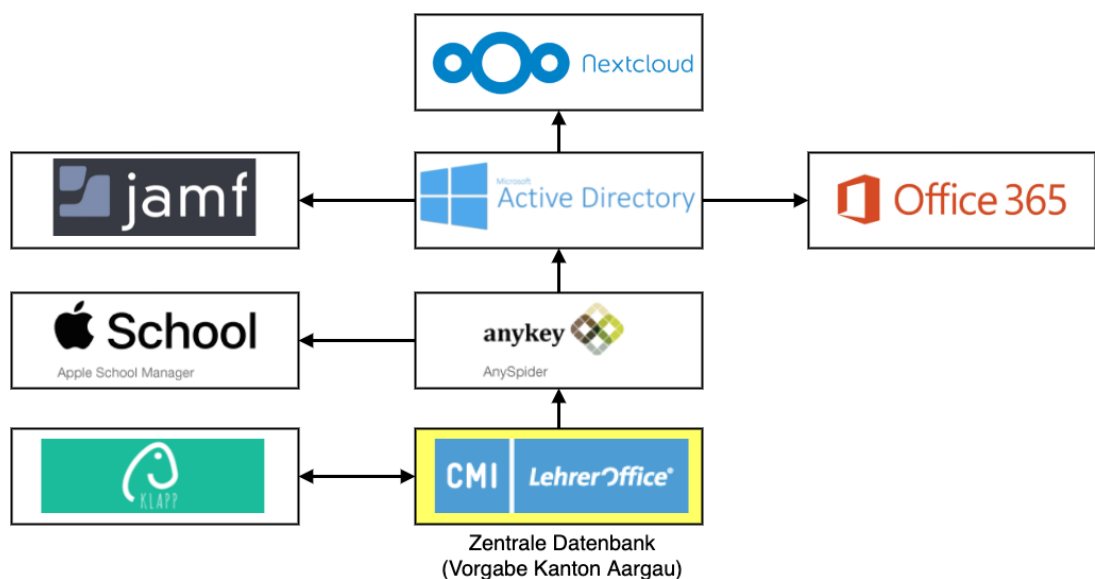 Nextcloud
jamf
Microsoft
Active Directory
Office 365
School
Apple School Manager
anykey
AnySpider
KLAPP
CMI LehrerOffice®
Zentrale Datenbank
(Vorgabe Kanton Aargau)